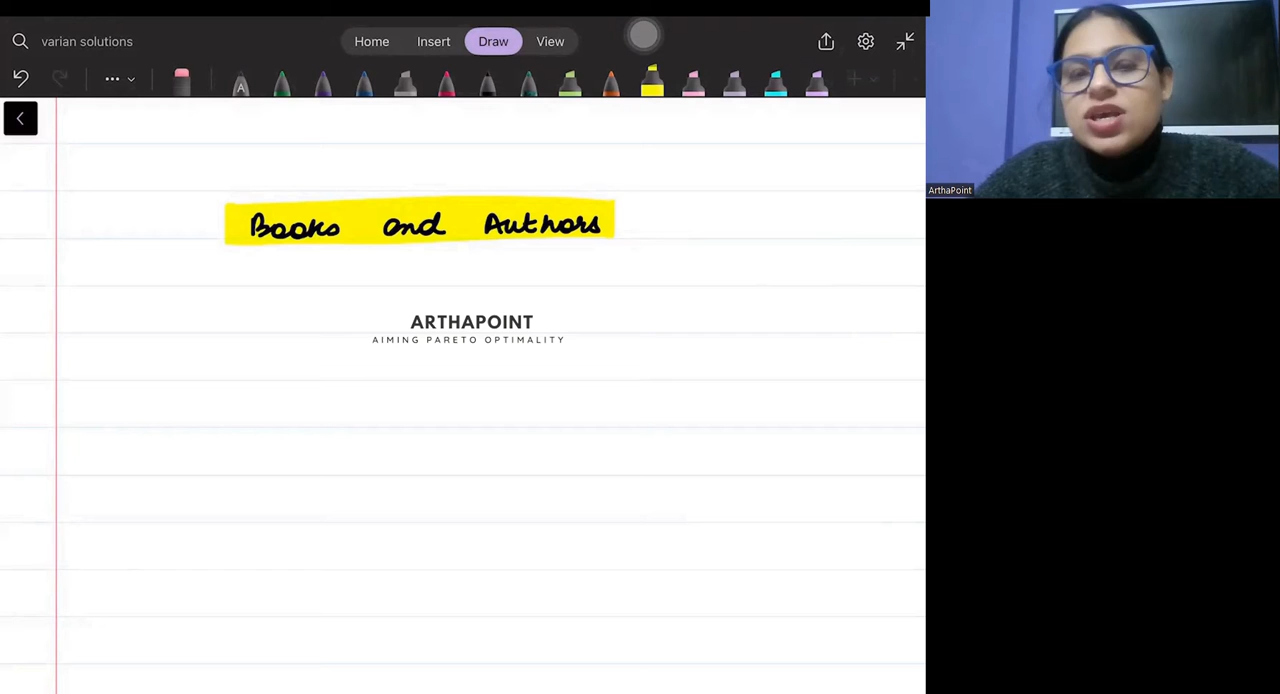 varian solutions
Home Insert Draw View
A
Books and Authors
ARTHAPOINT
AIMING PARETO OPTIMALITY
ArthaPoint